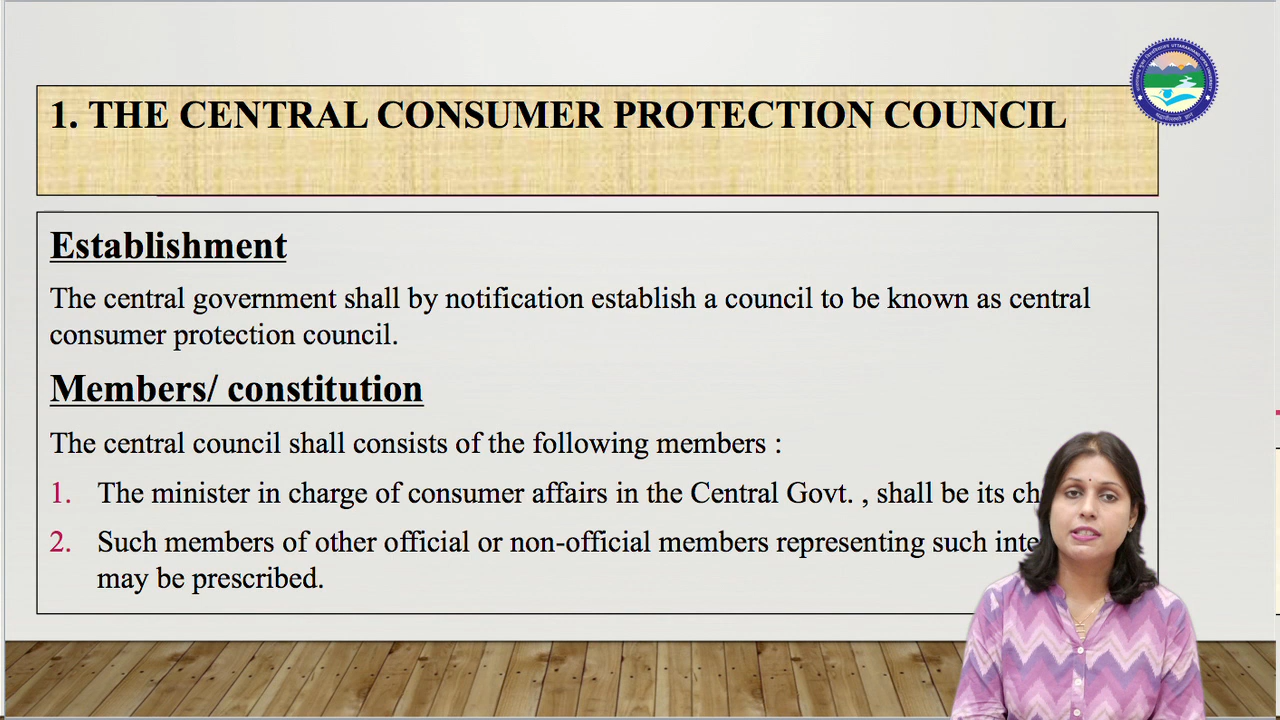 1. THE CENTRAL CONSUMER PROTECTION COUNCIL
Establishment
The central government shall by notification establish a council to be known as central
consumer protection council.
Members/ constitution
The central council shall consists of the following members :
1. The minister in charge of consumer affairs in the Central Govt. , shall be its
2. Such members of other official or non-official members representing such
may be prescribed.